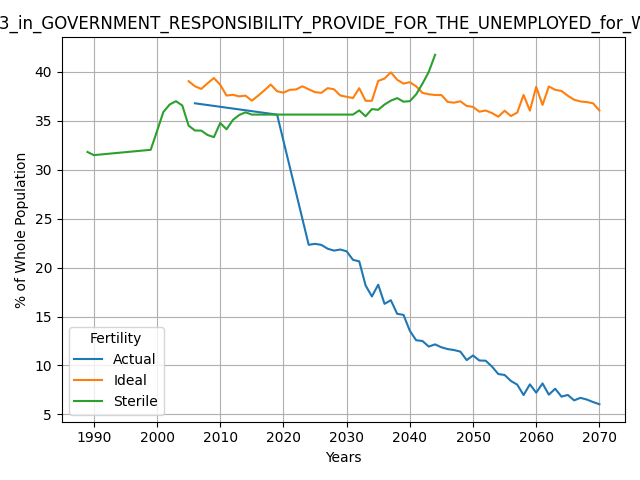 3_in_GOVERNMENT_RESPONSIBILITY_PROVIDE_FOR_THE_UNEMPLOYED_for_W
% of Whole Population
40
35
30
25
20
15
10
5
Fertility
Actual
Ideal
Sterile
1990 2000 2010 2020 2030 2040 2050 2060 2070
Years